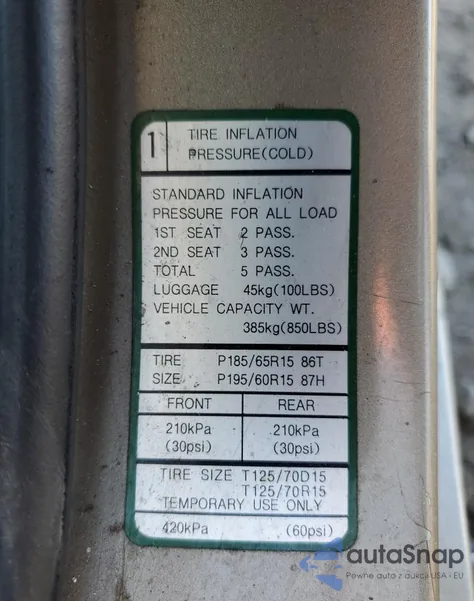 1 TIRE INFLATION
PRESSURE(COLD)
STANDARD INFLATION
PRESSURE FOR ALL LOAD
1ST SEAT 2 PASS.
2ND SEAT 3 PASS.
TOTAL 5 PASS.
LUGGAGE 45kg(100LBS)
VEHICLE CAPACITY WT.
385kg(850LBS)
TIRE P185/65R15 86T
SIZE P195/60R15 87H
FRONT REAR
210kPa 210kPa
(30psi) (30psi)
TIRE SIZE T125/70D15
T125/70R15
TEMPORARY USE ONLY
420kPa (60psi)
autoSnap
Pewne auto z aukcji USA i EU